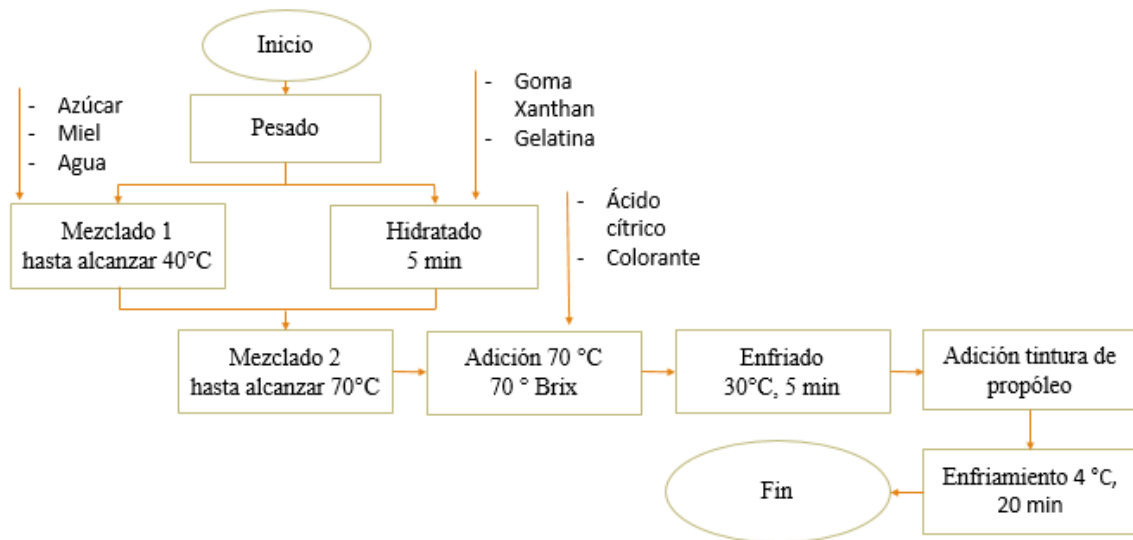 Inicio
- Azúcar
- Miel
- Agua
Pesado
- Goma
Xanthan
- Gelatina
Mezclado 1
hasta alcanzar 40°C
Hidratado
5 min
- Ácido
cítrico
- Colorante
Mezclado 2
hasta alcanzar 70°C
Adición 70 °C
70 ° Brix
Enfriado
30°C, 5 min
Adición tintura de
propóleo
Enfriamiento 4 °C,
20 min
Fin